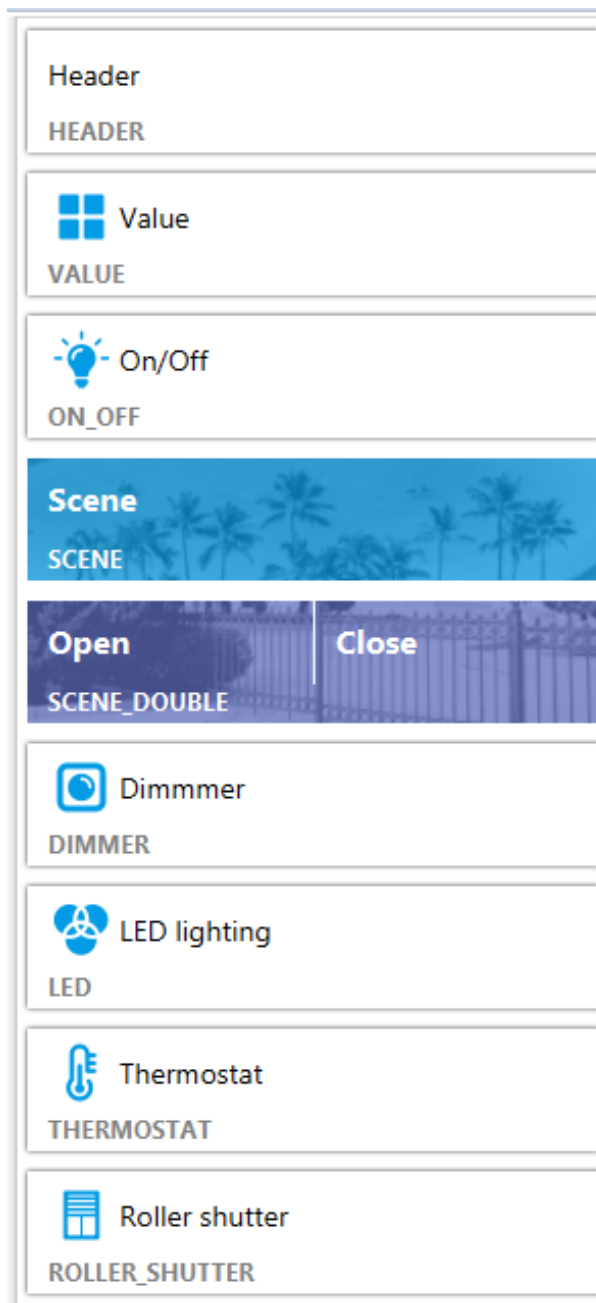 Header
HEADER
Value
VALUE
On/Off
ON_OFF
Scene
SCENE
Open Close
SCENE_DOUBLE
Dimmmer
DIMMER
LED lighting
LED
Thermostat
THERMOSTAT
Roller shutter
ROLLER_SHUTTER